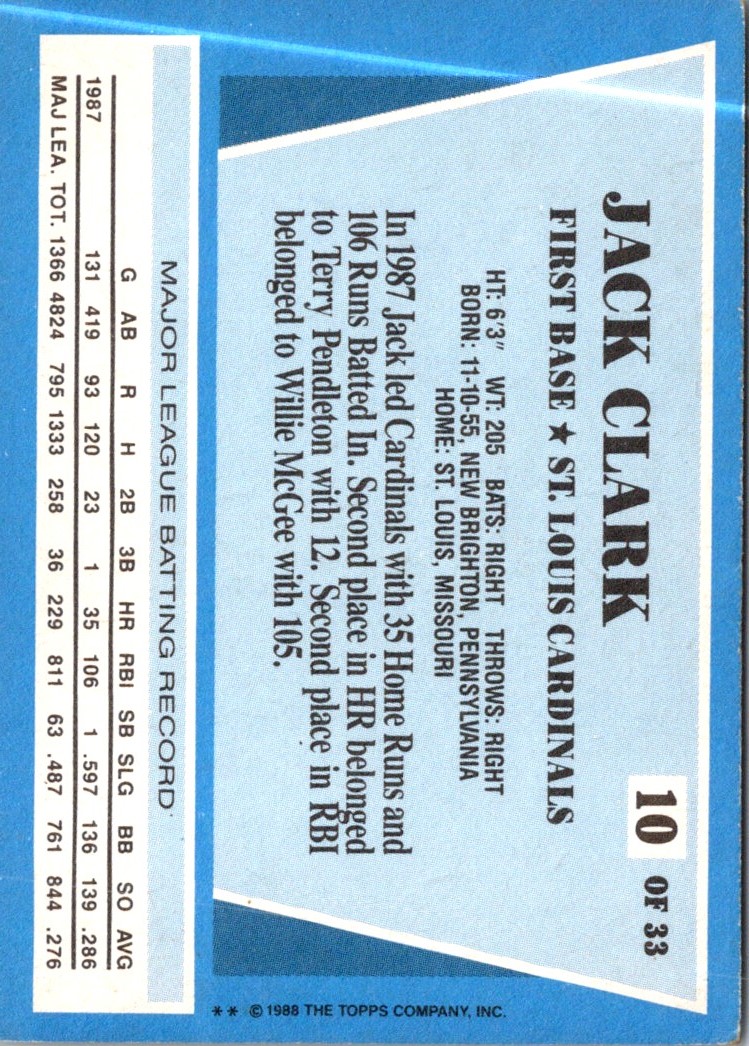 10 OF 33
JACK CLARK
FIRST BASE ★ ST. LOUIS CARDINALS
HT: 6'3" WT: 205 BATS: RIGHT THROWS: RIGHT
BORN: 11-10-55, NEW BRIGHTON, PENNSYLVANIA
HOME: ST. LOUIS, MISSOURI
In 1987 Jack led Cardinals with 35 Home Runs and
106 Runs Batted In. Second place in HR belonged
to Terry Pendleton with 12. Second place in RBI
belonged to Willie McGee with 105.
MAJOR LEAGUE BATTING RECORD
G AB R H 2B 3B HR RBI SB SLG BB SO AVG
1987 131 419 93 120 23 1 35 106 1 .597 136 139 .286
MAJ LEA. TOT. 1366 4824 795 1333 258 36 229 811 63 .487 761 844 .276
** © 1988 THE TOPPS COMPANY, INC.